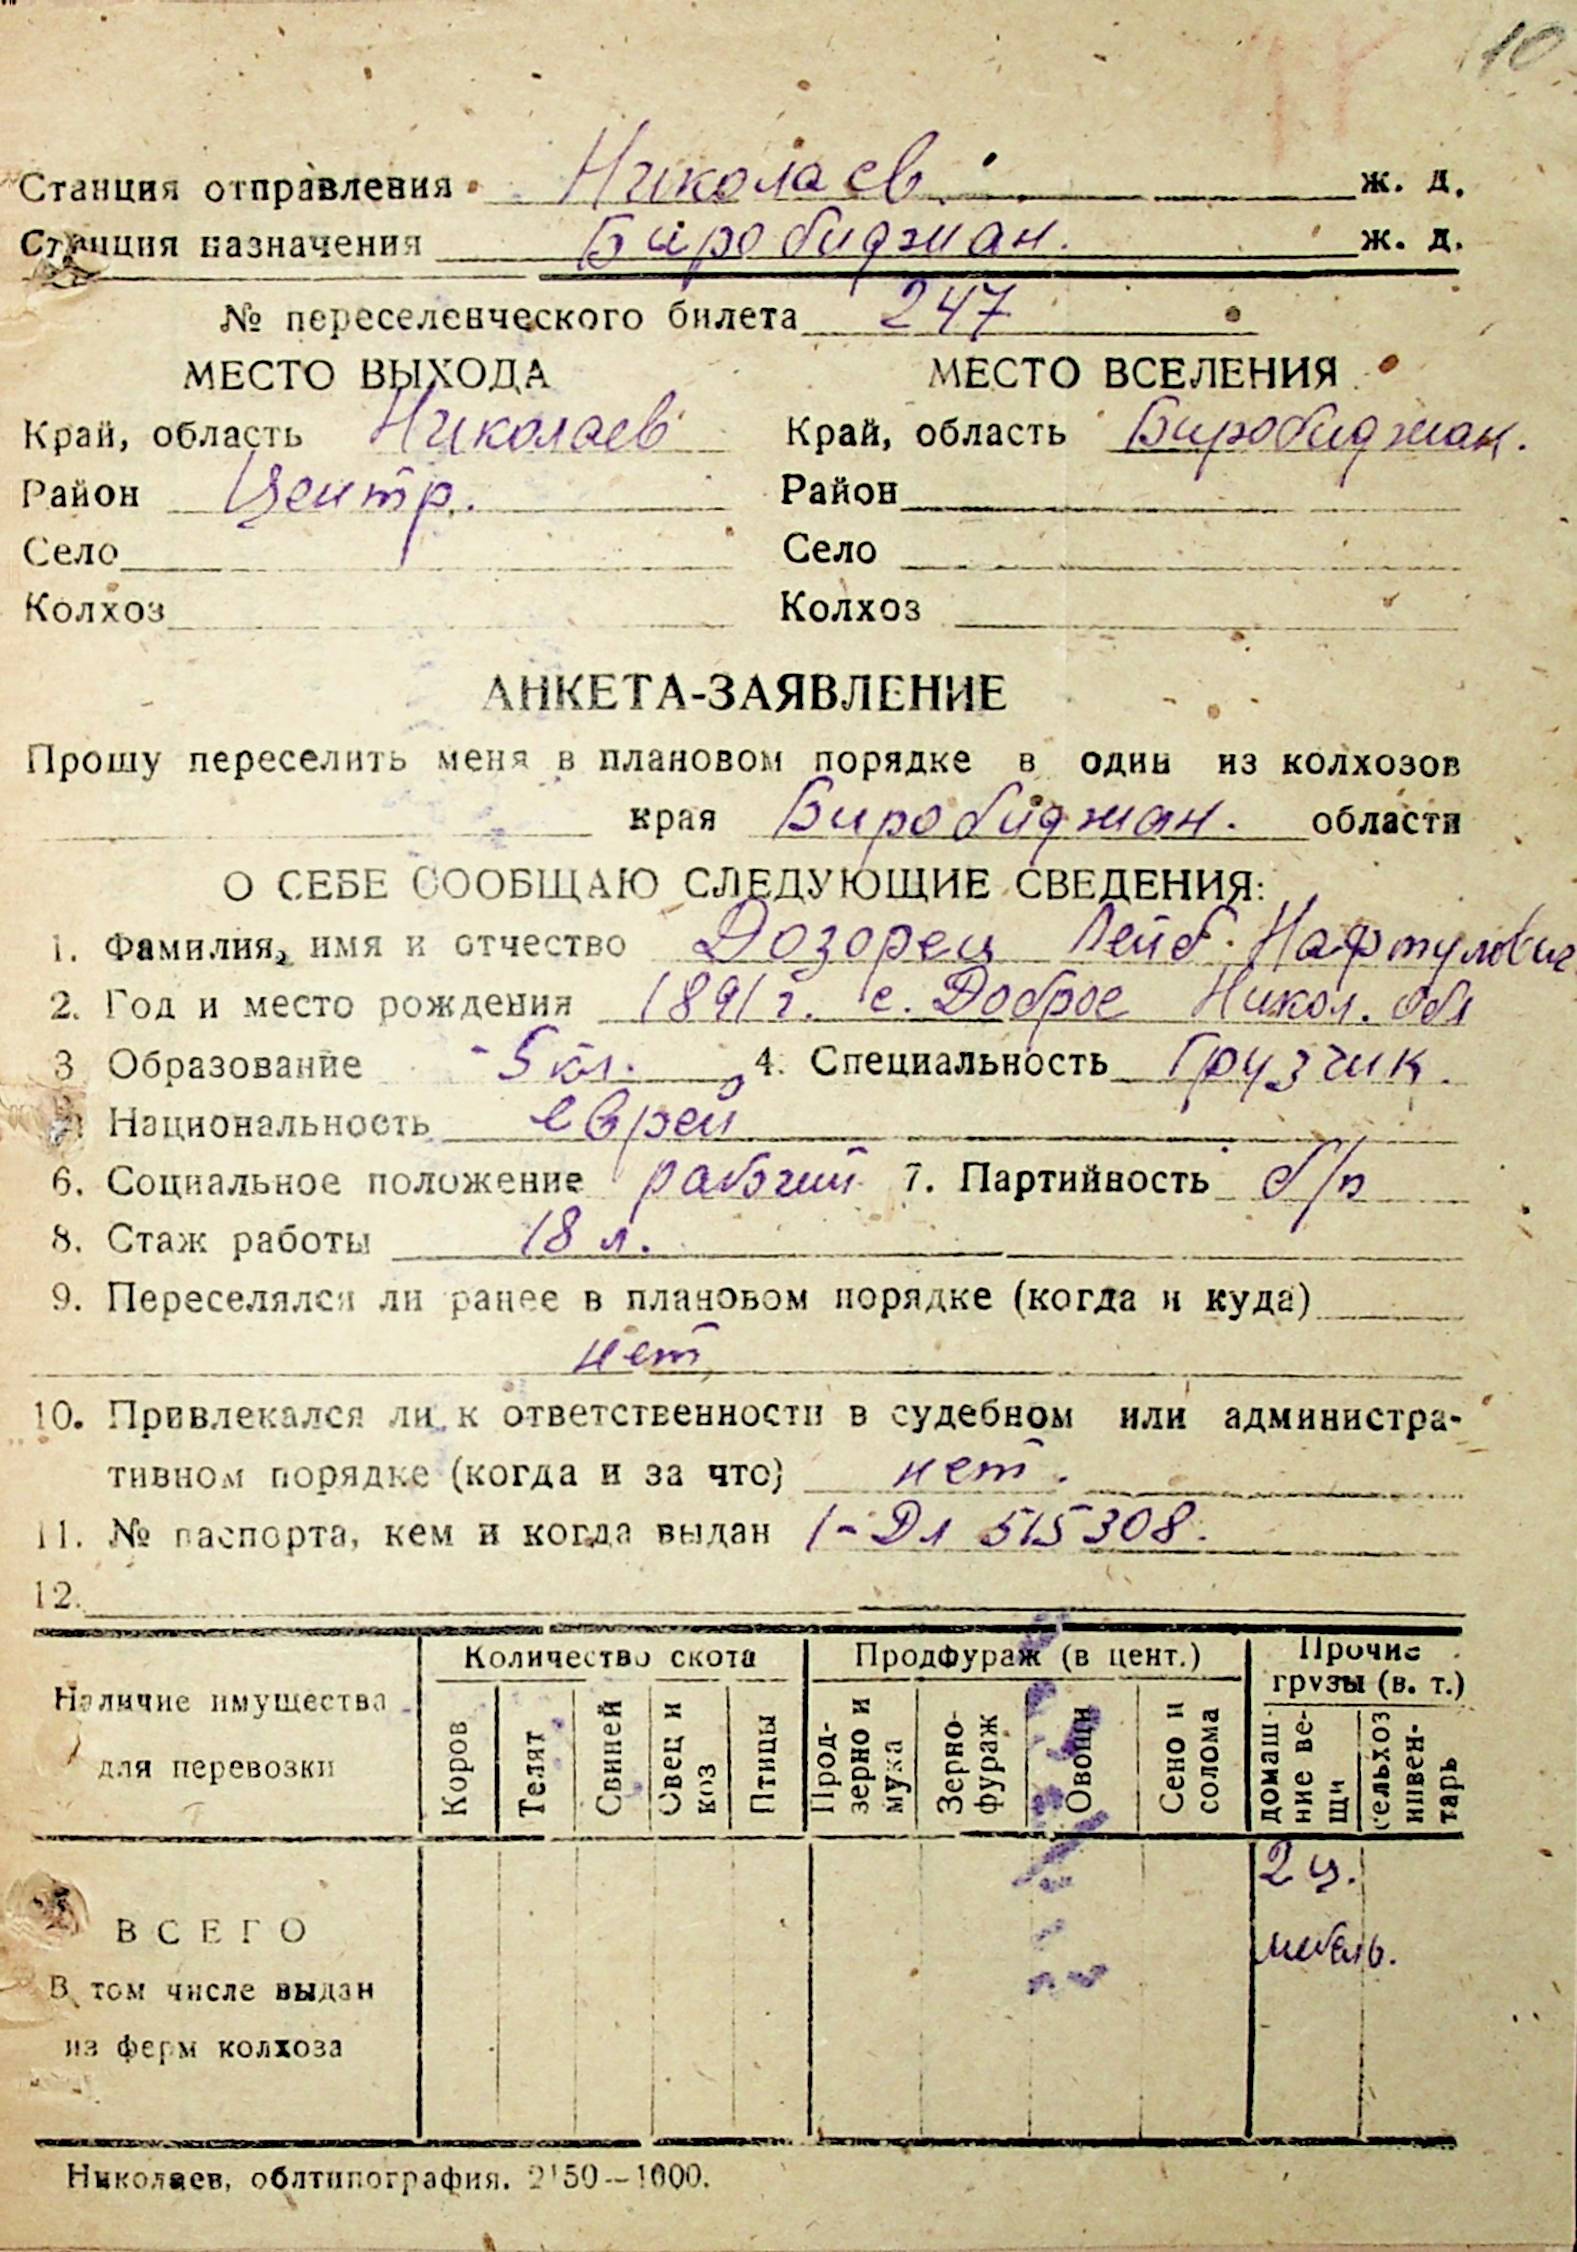 10
Станция отправления Николаев ж. д.
Станция назначения Биробиджан. ж. д.
№ переселенческого билета 247
МЕСТО ВЫХОДА МЕСТО ВСЕЛЕНИЯ
Край, область Николаев Край, область Биробиджан.
Район Центр. Район
Село Село
Колхоз Колхоз
АНКЕТА-ЗАЯВЛЕНИЕ
Прошу переселить меня в плановом порядке в один из колхозов
края Биробиджан. области
О СЕБЕ СООБЩАЮ СЛЕДУЮЩИЕ СВЕДЕНИЯ:
1. Фамилия, имя и отчество Дозорец Лейб Нафтулович
2. Год и место рождения 1891 г. с. Доброе Никол. обл
3 Образование - 5 кл. 4. Специальность Грузчик.
Национальность еврей
6. Социальное положение рабочий 7. Партийность б/п
8. Стаж работы 18 л.
9. Переселялся ли ранее в плановом порядке (когда и куда)
нет
10. Привлекался ли к ответственности в судебном или администра-
тивном порядке (когда и за что) нет.
11. № паспорта, кем и когда выдан 1-Дл 515308.
12.
Наличие имущества для перевозки
Количество скота
Коров Телят Свиней Овец и коз Птицы
Продфураж (в цент.)
Прод-зерно и мука Зерно-фураж Овощи Сено и солома
Прочие грузы (в. т.)
домаш-ние ве-щи сельхоз инвен-тарь
2 ц.
мебель.
ВСЕГО
В том числе выдан
из ферм колхоза
Николаев, облтипография. 2150—1000.